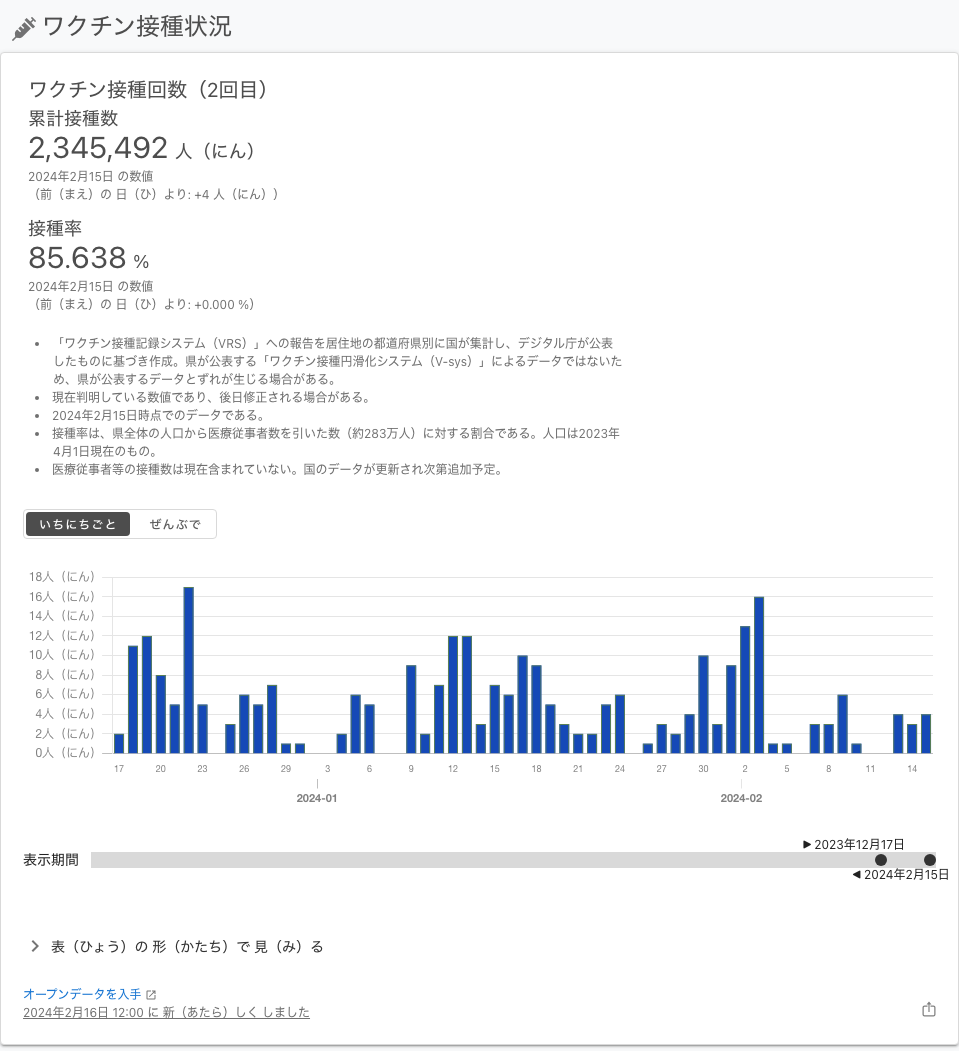 ワクチン接種状況
ワクチン接種回数（2回目）
累計接種数
2,345,492 人（にん）
2024年2月15日 の数値
（前（まえ）の 日（ひ）より: +4 人（にん））
接種率
85.638 %
2024年2月15日 の数値
（前（まえ）の 日（ひ）より: +0.000 %）
• 「ワクチン接種記録システム（VRS）」への報告を居住地の都道府県別に国が集計し、デジタル庁が公表
したものに基づき作成。県が公表する「ワクチン接種円滑化システム（V-sys）」によるデータではないた
め、県が公表するデータとずれが生じる場合がある。
• 現在判明している数値であり、後日修正される場合がある。
• 2024年2月15日時点でのデータである。
• 接種率は、県全体の人口から医療従事者数を引いた数（約283万人）に対する割合である。人口は2023年
4月1日現在のもの。
• 医療従事者等の接種数は現在含まれていない。国のデータが更新され次第追加予定。
いちにちごと ぜんぶで
18人（にん）
16人（にん）
14人（にん）
12人（にん）
10人（にん）
8人（にん）
6人（にん）
4人（にん）
2人（にん）
0人（にん）
17 20 23 26 29 3 6 9 12 15 18 21 24 27 30 2 5 8 11 14
2024-01 2024-02
▶ 2023年12月17日
表示期間
◀ 2024年2月15日
表（ひょう）の 形（かたち）で 見（み）る
オープンデータを入手
2024年2月16日 12:00 に 新（あたら）しく しました